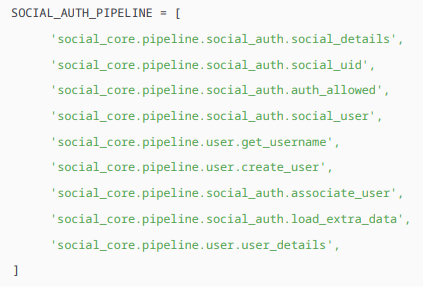 SOCIAL_AUTH_PIPELINE = [
'social_core.pipeline.social_auth.social_details',
'social_core.pipeline.social_auth.social_uid',
'social_core.pipeline.social_auth.auth_allowed',
'social_core.pipeline.social_auth.social_user',
'social_core.pipeline.user.get_username',
'social_core.pipeline.user.create_user',
'social_core.pipeline.social_auth.associate_user',
'social_core.pipeline.social_auth.load_extra_data',
'social_core.pipeline.user.user_details',
]